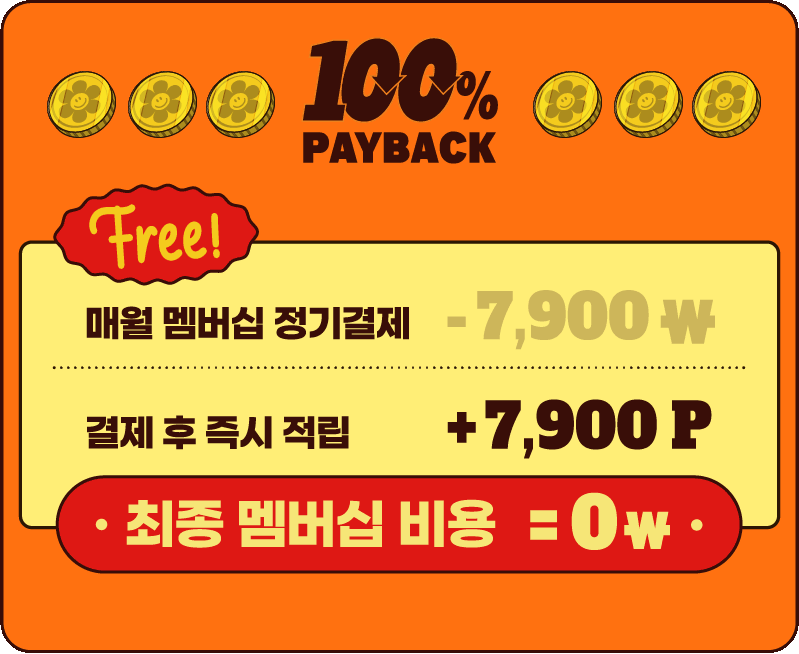 100%
PAYBACK
Free!
매월 멤버십 정기결제 - 7,900 ₩
결제 후 즉시 적립 + 7,900 P
· 최종 멤버십 비용 = 0₩ ·